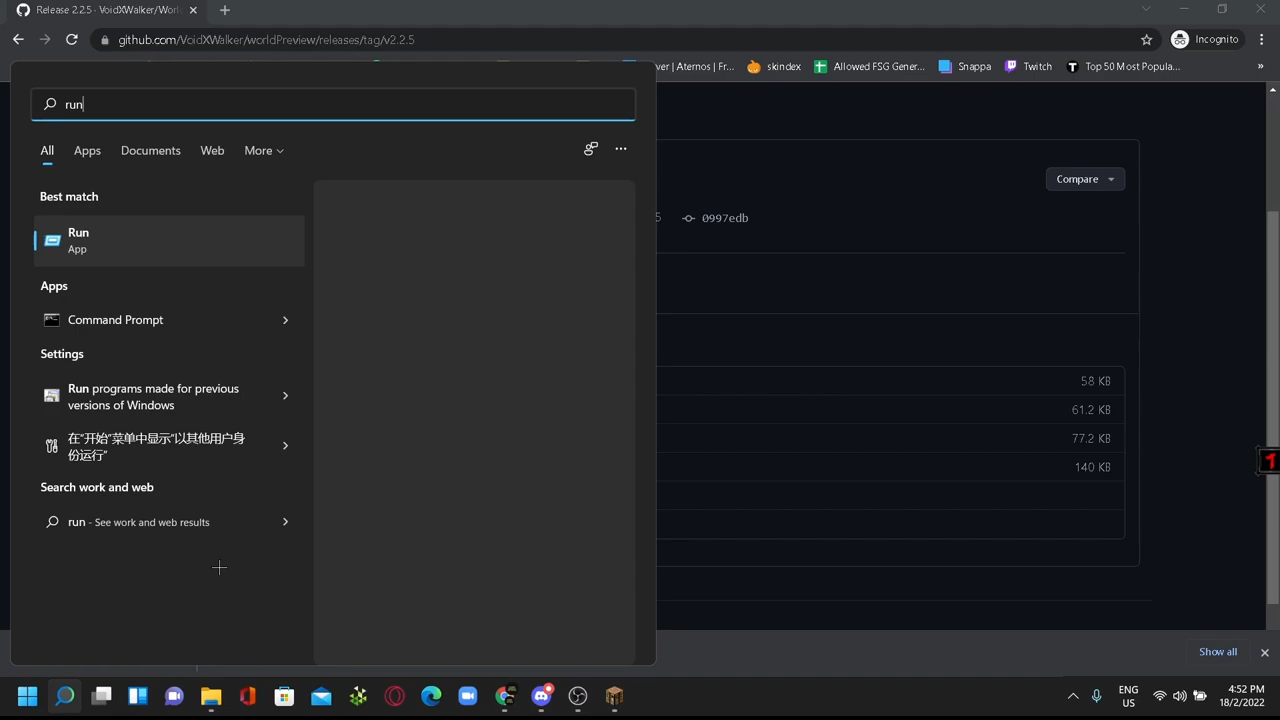 Release 2.2.5 · VoidXWalker/Worl
github.com/VoidXWalker/worldPreview/releases/tag/v2.2.5
Incognito
ver | Aternos | Fr...
skindex
Allowed FSG Gener...
Snappa
Twitch
Top 50 Most Popula...
»
run
All
Apps
Documents
Web
More
Best match
Run
App
Apps
Command Prompt
Settings
Run programs made for previous
versions of Windows
在"开始"菜单中显示"以其他用户身
份运行"
Search work and web
run - See work and web results
Compare
5
0997edb
58 KB
61.2 KB
77.2 KB
140 KB
1
Show all
ENG
US
4:52 PM
18/2/2022